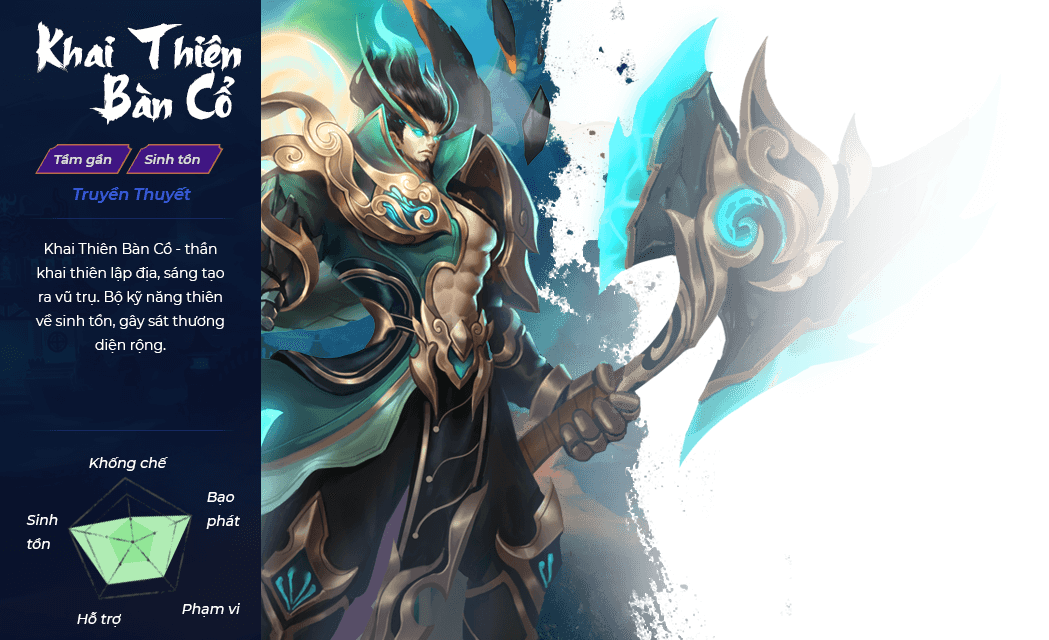 Khai Thiên
Bàn Cổ
Tầm gần
Sinh tồn
Truyền Thuyết
Khai Thiên Bàn Cổ - thần
khai thiên lập địa, sáng tạo
ra vũ trụ. Bộ kỹ năng thiên
về sinh tồn, gây sát thương
diện rộng.
Khống chế
Bạo
phát
Sinh
tồn
Phạm vi
Hỗ trợ